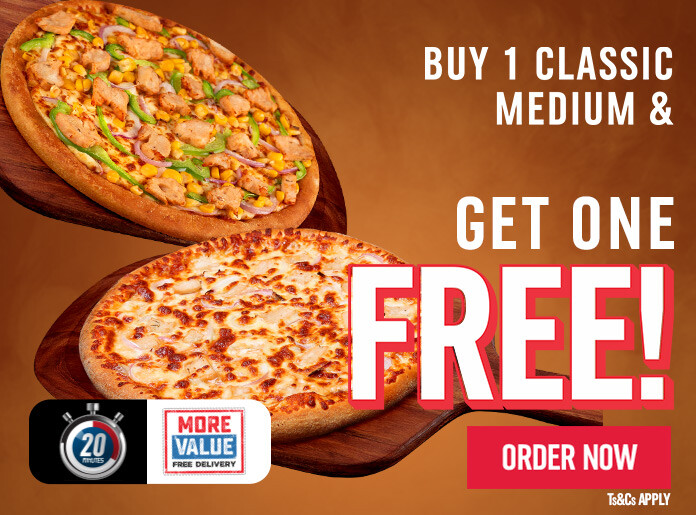 BUY 1 CLASSIC
MEDIUM &
GET ONE
FREE!
20
MINUTES
MORE
VALUE
FREE DELIVERY
ORDER NOW
Ts&Cs APPLY